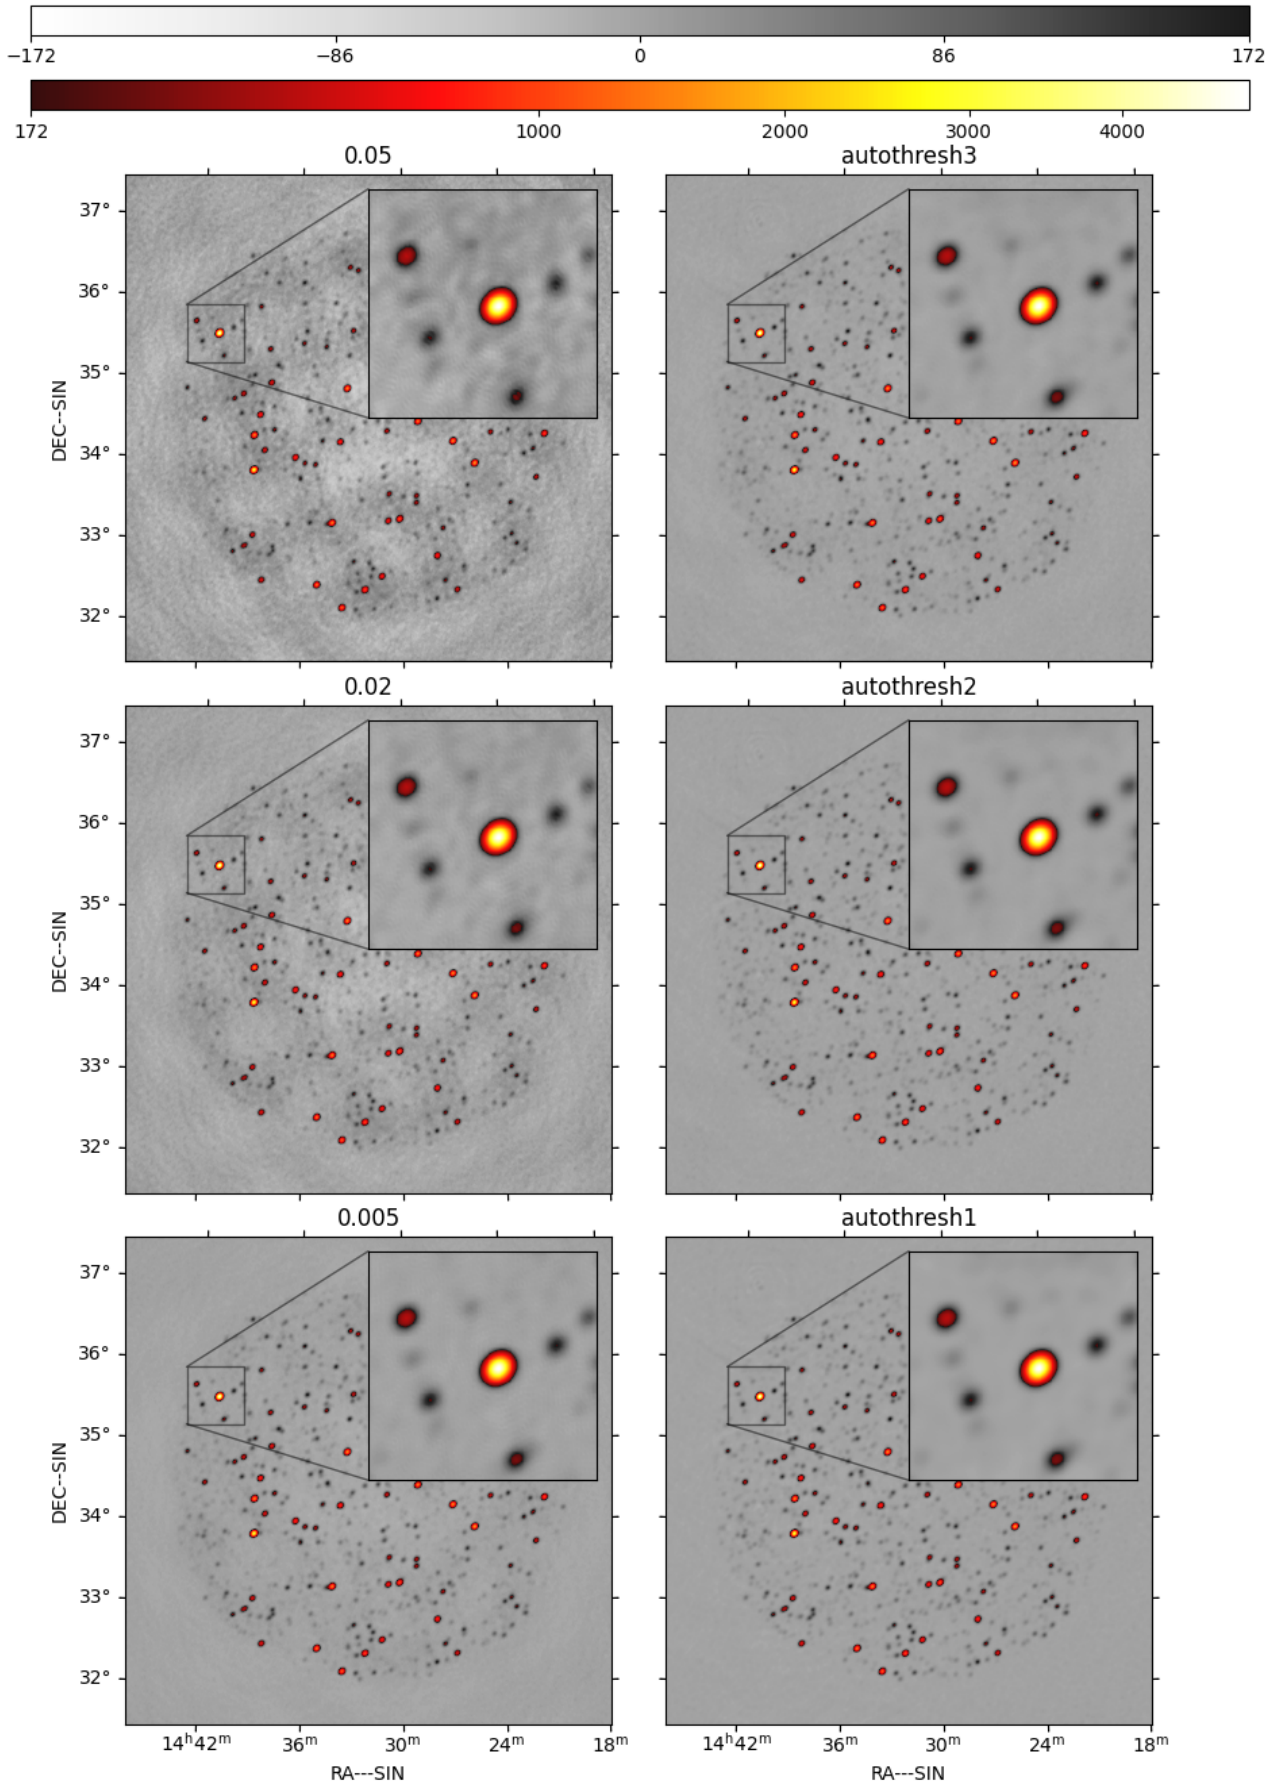 −172 −86 0 86 172
172 1000 2000 3000 4000
0.05 autothresh3
37°
36°
35°
34°
33°
32°
DEC--SIN
0.02 autothresh2
37°
36°
35°
34°
33°
32°
DEC--SIN
0.005 autothresh1
37°
36°
35°
34°
33°
32°
DEC--SIN
14ʰ42ᵐ 36ᵐ 30ᵐ 24ᵐ 18ᵐ 14ʰ42ᵐ 36ᵐ 30ᵐ 24ᵐ 18ᵐ
RA---SIN RA---SIN